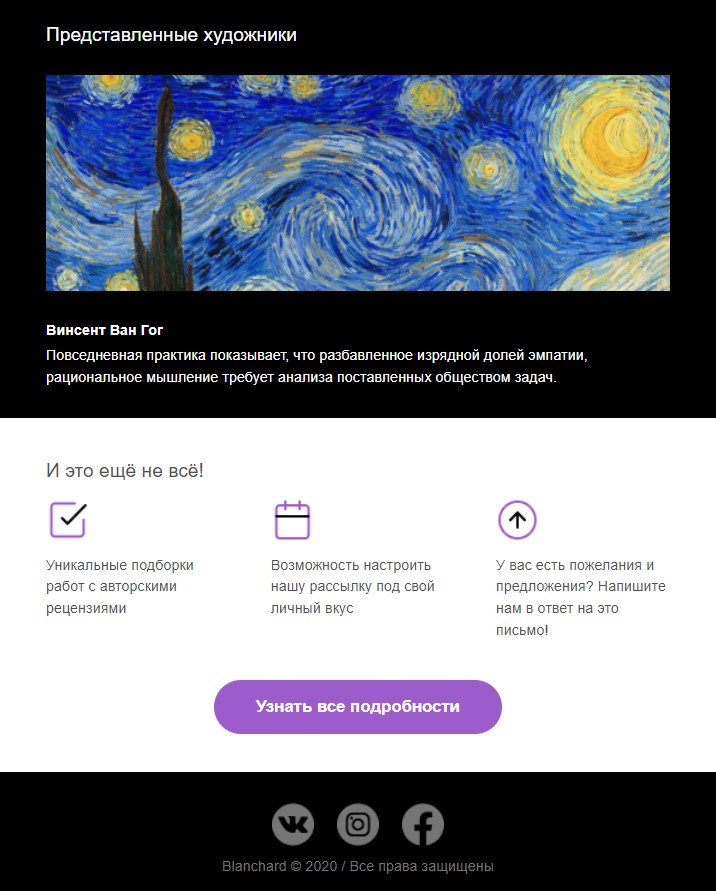 Представленные художники
Винсент Ван Гог
Повседневная практика показывает, что разбавленное изрядной долей эмпатии,
рациональное мышление требует анализа поставленных обществом задач.
И это ещё не всё!
Уникальные подборки
работ с авторскими
рецензиями
Возможность настроить
нашу рассылку под свой
личный вкус
У вас есть пожелания и
предложения? Напишите
нам в ответ на это
письмо!
Узнать все подробности
Blanchard © 2020 / Все права защищены